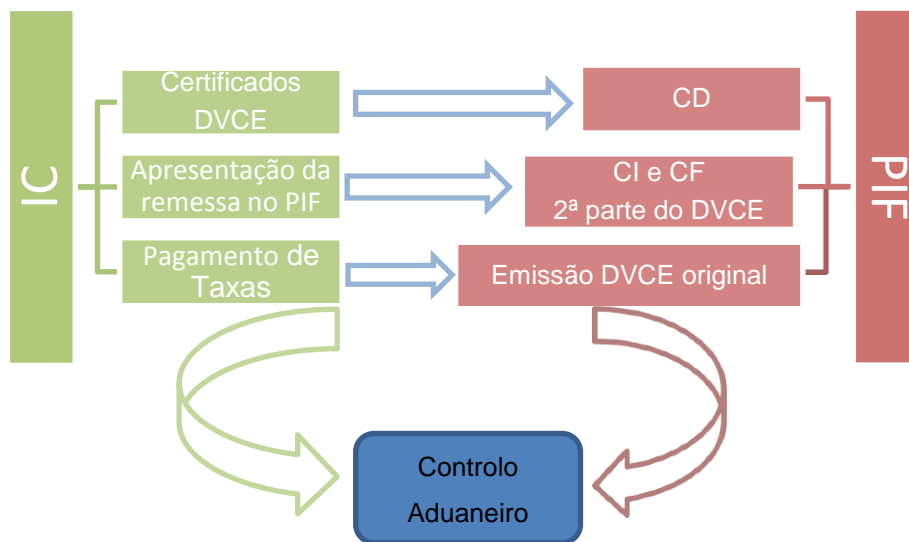 IC
Certificados
DVCE
CD
Apresentação da
remessa no PIF
CI e CF
2ª parte do DVCE
Pagamento de
Taxas
Emissão DVCE original
PIF
Controlo
Aduaneiro